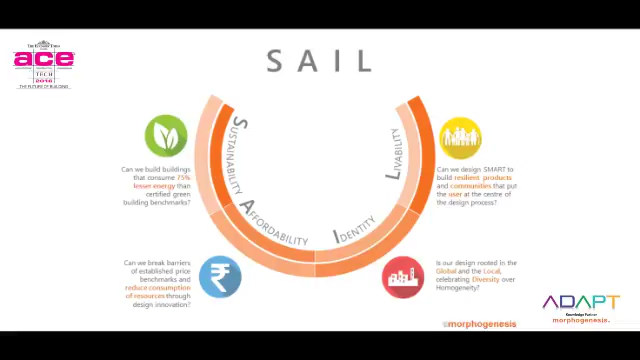 THE ECONOMIC TIMES
ace
TECH
2018
THE FUTURE OF BUILDING
SAIL
SUSTAINABILITY
AFFORDABILITY
IDENTITY
LIVABILITY
Can we build buildings
that consume 75%
lesser energy than
certified green
building benchmarks?
Can we design SMART to
build resilient products
and communities that put
the user at the centre of
the design process?
Can we break barriers
of established price
benchmarks and
reduce consumption
of resources through
design innovation?
₹
Is our design rooted in the
Global and the Local,
celebrating Diversity over
Homogeneity?
morphogenesis
ADAPT
Knowledge Partner
morphogenesis